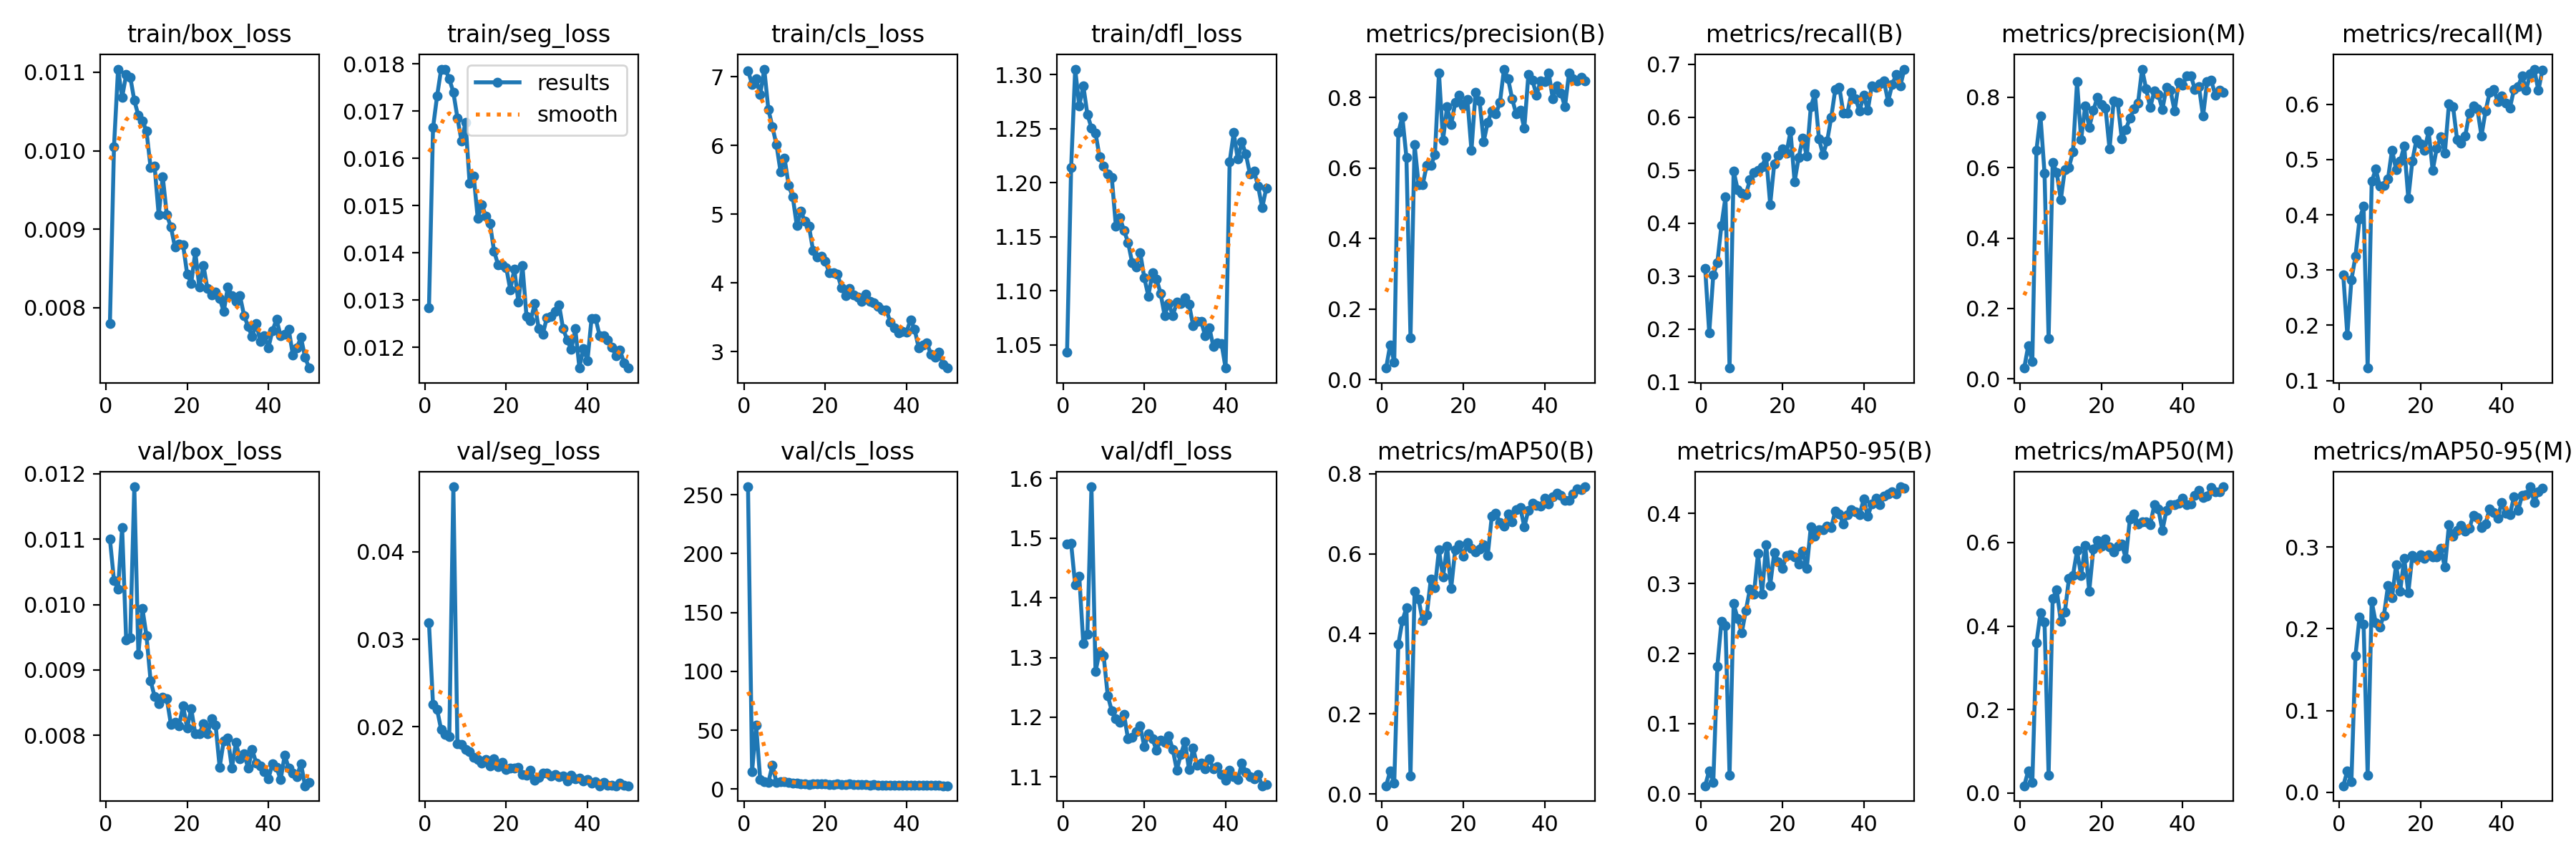 train/box_loss
train/seg_loss
train/cls_loss
train/dfl_loss
metrics/precision(B)
metrics/recall(B)
metrics/precision(M)
metrics/recall(M)
0.011
0.010
0.009
0.008
0 20 40
0.018
0.017
0.016
0.015
0.014
0.013
0.012
results
smooth
0 20 40
7
6
5
4
3
0 20 40
1.30
1.25
1.20
1.15
1.10
1.05
0 20 40
0.8
0.6
0.4
0.2
0.0
0 20 40
0.7
0.6
0.5
0.4
0.3
0.2
0.1
0 20 40
0.8
0.6
0.4
0.2
0.0
0 20 40
0.6
0.5
0.4
0.3
0.2
0.1
0 20 40
val/box_loss
val/seg_loss
val/cls_loss
val/dfl_loss
metrics/mAP50(B)
metrics/mAP50-95(B)
metrics/mAP50(M)
metrics/mAP50-95(M)
0.012
0.011
0.010
0.009
0.008
0 20 40
0.04
0.03
0.02
0 20 40
250
200
150
100
50
0
0 20 40
1.6
1.5
1.4
1.3
1.2
1.1
0 20 40
0.8
0.6
0.4
0.2
0.0
0 20 40
0.4
0.3
0.2
0.1
0.0
0 20 40
0.6
0.4
0.2
0.0
0 20 40
0.3
0.2
0.1
0.0
0 20 40